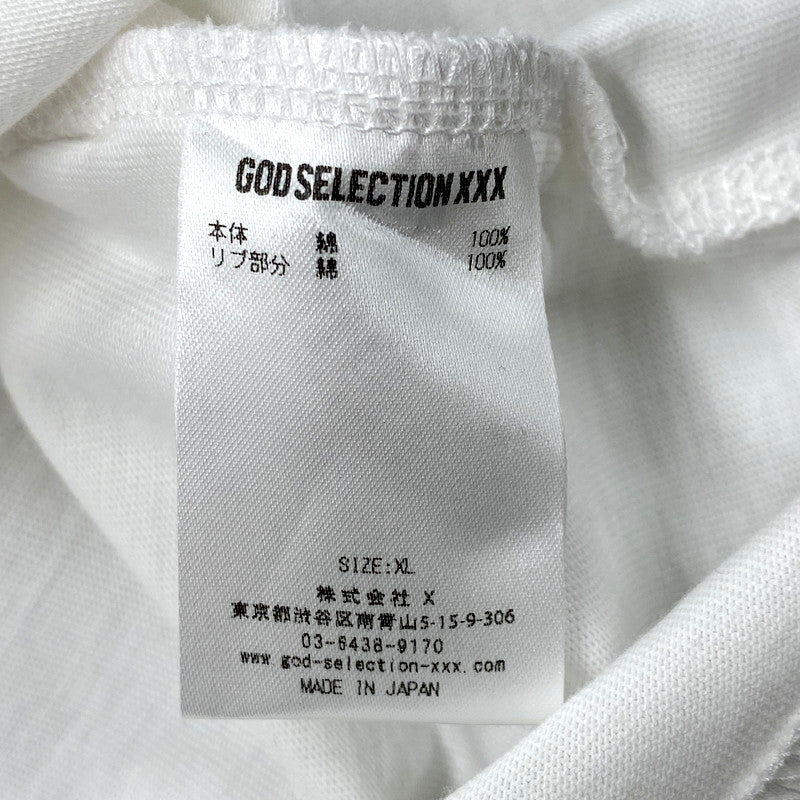 GOD SELECTION XXX
本体 綿 100%
リブ部分 綿 100%
SIZE:XL
株式会社 X
東京都渋谷区南青山5-15-9-306
03-6438-9170
www.god-selection-xxx.com
MADE IN JAPAN